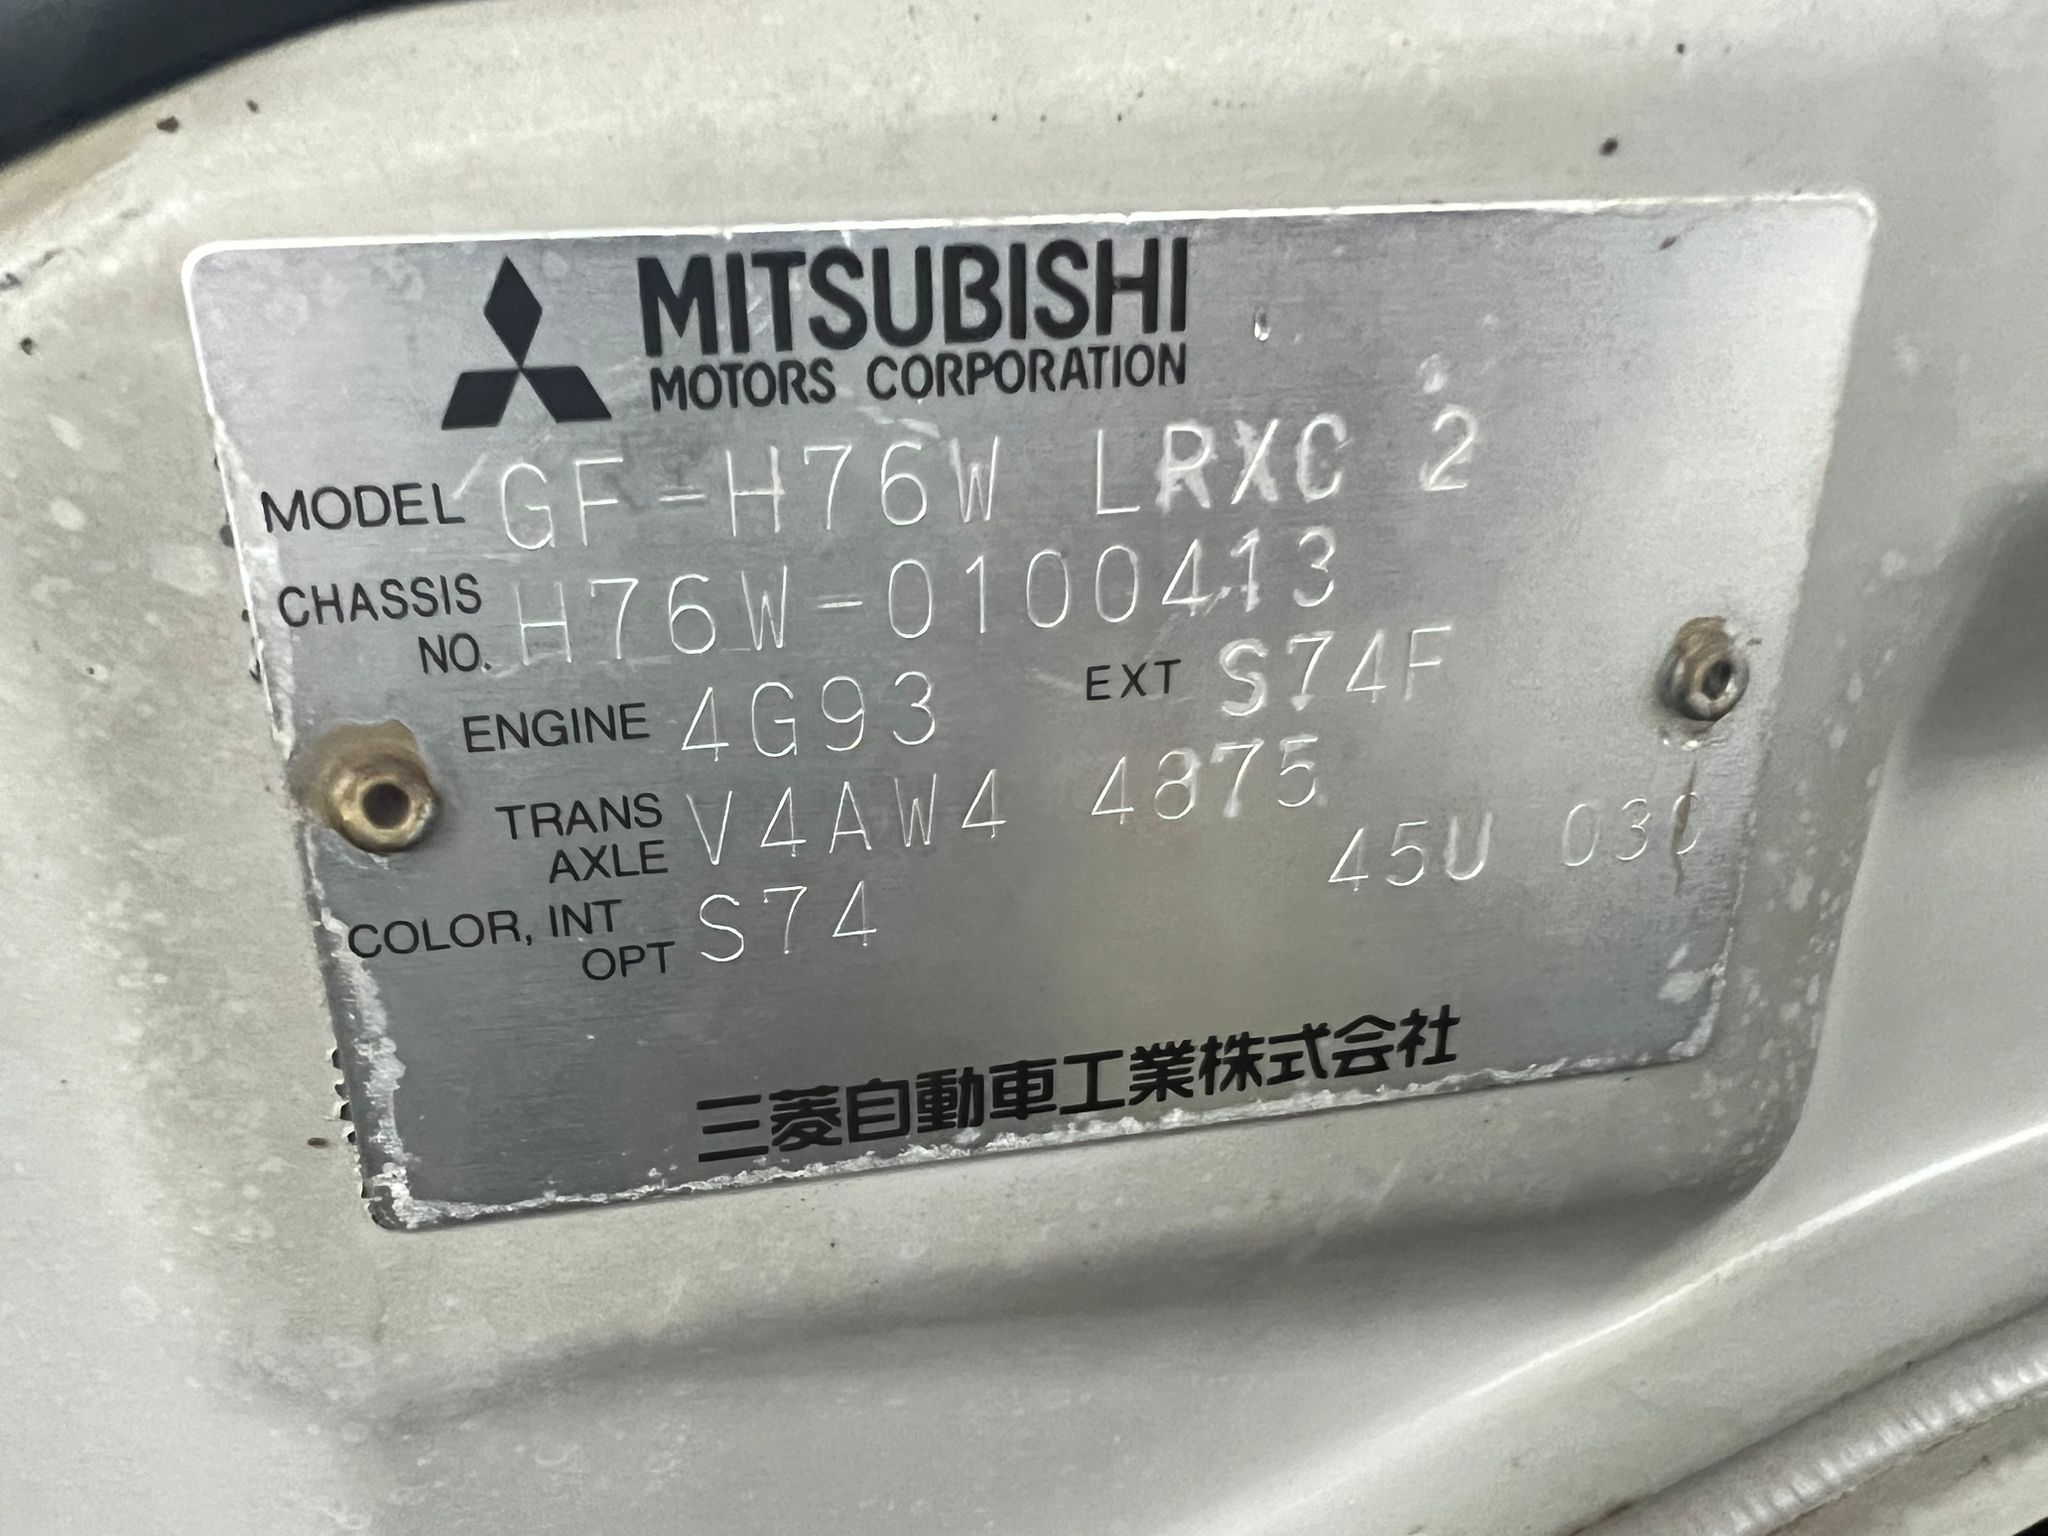 MITSUBISHI
MOTORS CORPORATION
MODEL GF-H76W LRXC 2
CHASSIS NO. H76W-0100413
ENGINE 4G93 EXT S74F
TRANS AXLE V4AW4 4875
COLOR, INT OPT S74 45U
三菱自動車工業株式会社